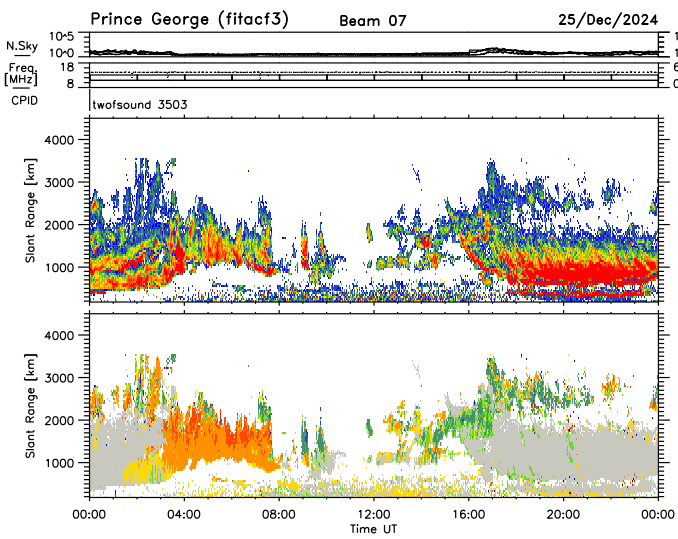 Prince George (fitacf3) Beam 07 25/Dec/2024
N.Sky
10^5
10^0
Freq.
[MHz]
18
8
CPID
twofsound 3503
Slant Range [km]
4000
3000
2000
1000
Slant Range [km]
4000
3000
2000
1000
00:00 04:00 08:00 12:00 16:00 20:00 00:00
Time UT